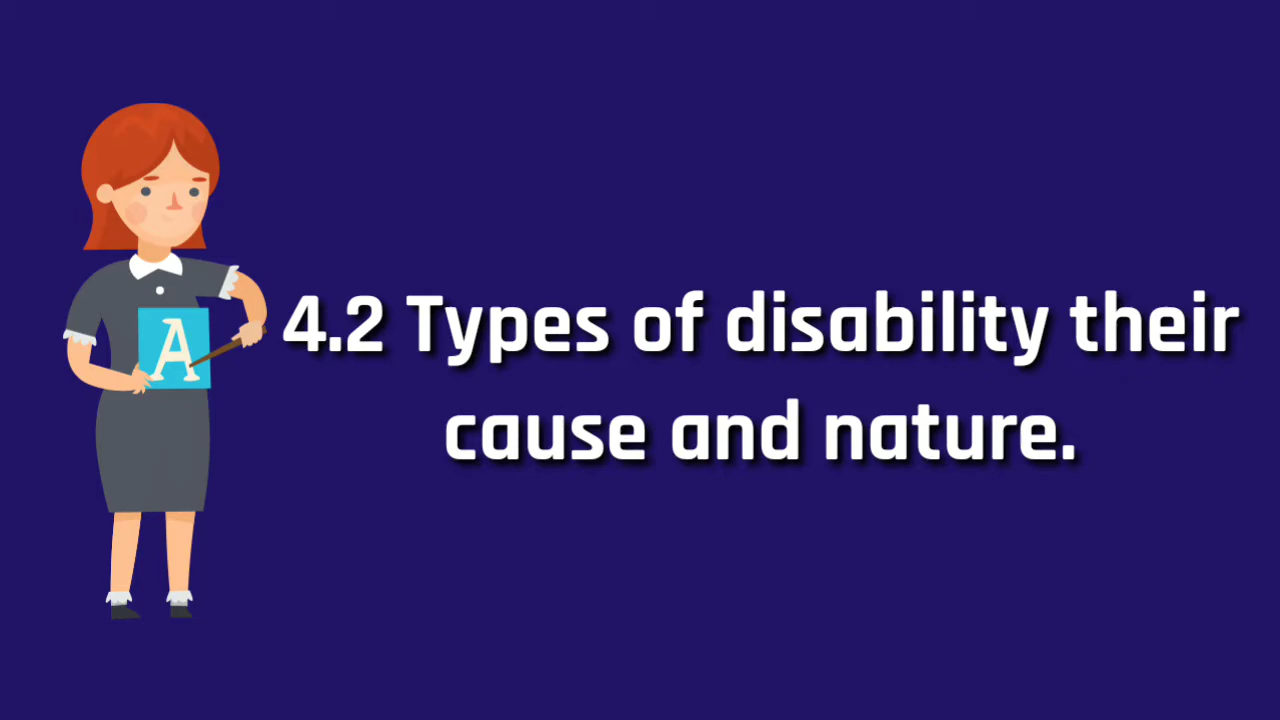 A
4.2 Types of disability their
cause and nature.